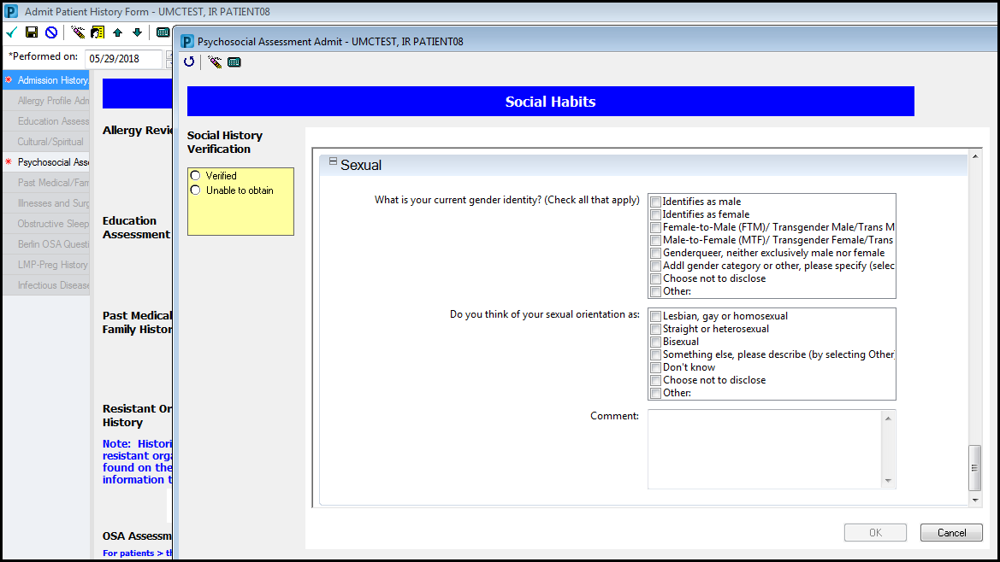 Admit Patient History Form - UMCTEST, IR PATIENT08
*Performed on: 05/29/2018
Admission History
Allergy Profile Adm
Education Assess
Cultural/Spiritual
Psychosocial Ass
Past Medical/Fam
Illnesses and Surg
Obstructive Sleep
Berlin OSA Questi
LMP-Preg History
Infectious Disease
Allergy Revi
Education
Assessment
Past Medical
Family Histor
Resistant Or
History
Note: Histori
resistant orga
found on the
information t
OSA Assessm
For patients > t
Psychosocial Assessment Admit - UMCTEST, IR PATIENT08
Social Habits
Social History
Verification
Verified
Unable to obtain
Sexual
What is your current gender identity? (Check all that apply)
Identifies as male
Identifies as female
Female-to-Male (FTM)/ Transgender Male/Trans M
Male-to-Female (MTF)/ Transgender Female/Trans
Genderqueer, neither exclusively male nor female
Addl gender category or other, please specify (selec
Choose not to disclose
Other:
Do you think of your sexual orientation as:
Lesbian, gay or homosexual
Straight or heterosexual
Bisexual
Something else, please describe (by selecting Other)
Don't know
Choose not to disclose
Other:
Comment:
OK
Cancel